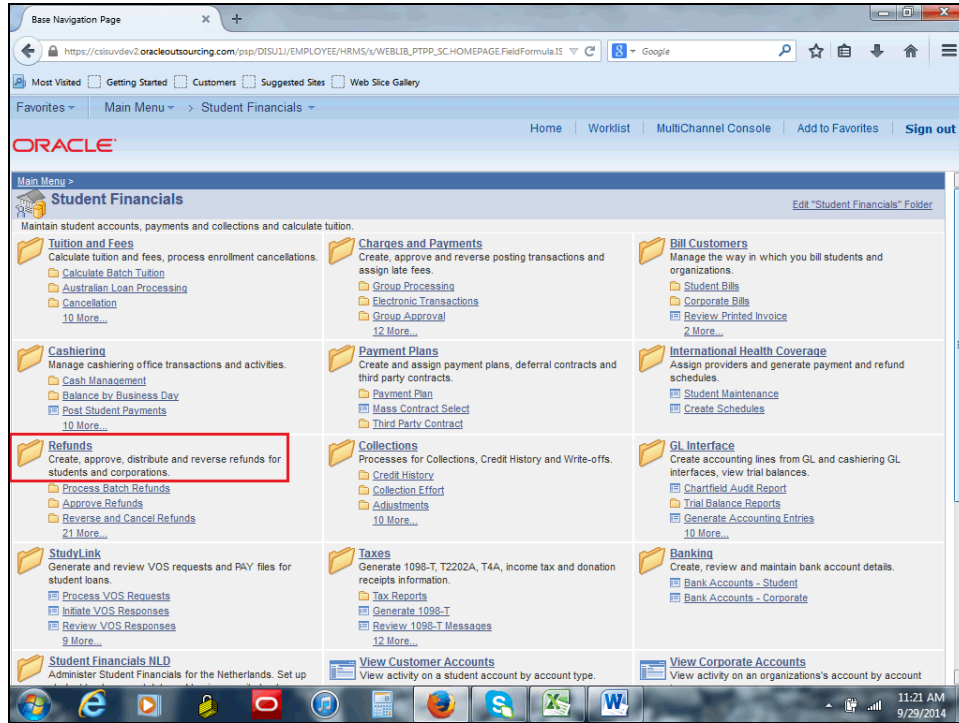 Base Navigation Page
https://csisuvdev2.oracleoutsourcing.com/psp/DISU1J/EMPLOYEE/HRMS/s/WEBLIB_PTPP_SC.HOMEPAGE.FieldFormula.IS
Google
Most Visited Getting Started Customers Suggested Sites Web Slice Gallery
Favorites Main Menu > Student Financials
Home Worklist MultiChannel Console Add to Favorites Sign out
ORACLE
Main Menu >
Student Financials
Edit "Student Financials" Folder
Maintain student accounts, payments and collections and calculate tuition.
Tuition and Fees
Calculate tuition and fees, process enrollment cancellations.
Calculate Batch Tuition
Australian Loan Processing
Cancellation
10 More...
Charges and Payments
Create, approve and reverse posting transactions and
assign late fees.
Group Processing
Electronic Transactions
Group Approval
12 More...
Bill Customers
Manage the way in which you bill students and
organizations.
Student Bills
Corporate Bills
Review Printed Invoice
2 More...
Cashiering
Manage cashiering office transactions and activities.
Cash Management
Balance by Business Day
Post Student Payments
10 More...
Payment Plans
Create and assign payment plans, deferral contracts and
third party contracts.
Payment Plan
Mass Contract Select
Third Party Contract
International Health Coverage
Assign providers and generate payment and refund
schedules.
Student Maintenance
Create Schedules
Refunds
Create, approve, distribute and reverse refunds for
students and corporations.
Process Batch Refunds
Approve Refunds
Reverse and Cancel Refunds
21 More...
Collections
Processes for Collections, Credit History and Write-offs.
Credit History
Collection Effort
Adjustments
10 More...
GL Interface
Create accounting lines from GL and cashiering GL
interfaces, view trial balances.
Chartfield Audit Report
Trial Balance Reports
Generate Accounting Entries
10 More...
StudyLink
Generate and review VOS requests and PAY files for
student loans.
Process VOS Requests
Initiate VOS Responses
Review VOS Responses
9 More...
Taxes
Generate 1098-T, T2202A, T4A, income tax and donation
receipts information.
Tax Reports
Generate 1098-T
Review 1098-T Messages
12 More...
Banking
Create, review and maintain bank account details.
Bank Accounts - Student
Bank Accounts - Corporate
Student Financials NLD
Administer Student Financials for the Netherlands. Set up
View Customer Accounts
View activity on a student account by account type.
View Corporate Accounts
View activity on an organizations's account by account
11:21 AM
9/29/2014